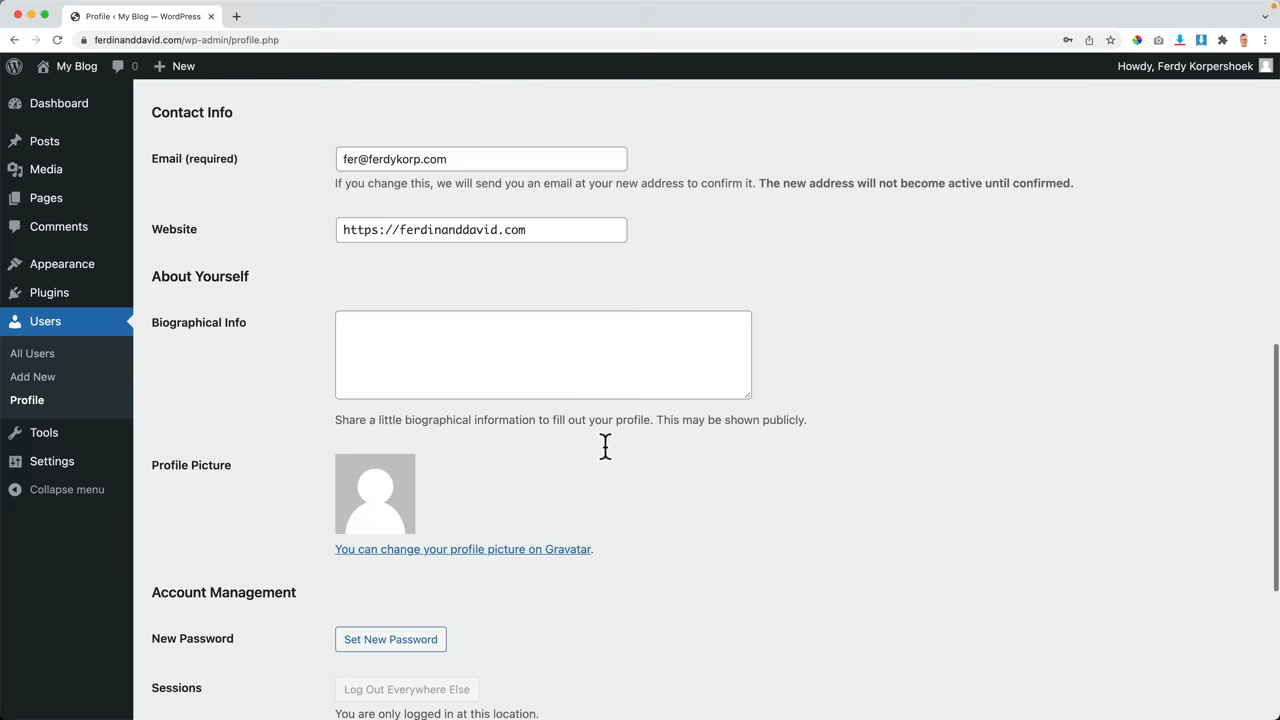 Profile ‹ My Blog — WordPress
ferdinanddavid.com/wp-admin/profile.php
My Blog 0 New Howdy, Ferdy Korpershoek
Dashboard
Posts
Media
Pages
Comments
Appearance
Plugins
Users
All Users
Add New
Profile
Tools
Settings
Collapse menu
Contact Info
Email (required) fer@ferdykorp.com
If you change this, we will send you an email at your new address to confirm it. The new address will not become active until confirmed.
Website https://ferdinanddavid.com
About Yourself
Biographical Info
Share a little biographical information to fill out your profile. This may be shown publicly.
Profile Picture
You can change your profile picture on Gravatar.
Account Management
New Password Set New Password
Sessions Log Out Everywhere Else
You are only logged in at this location.